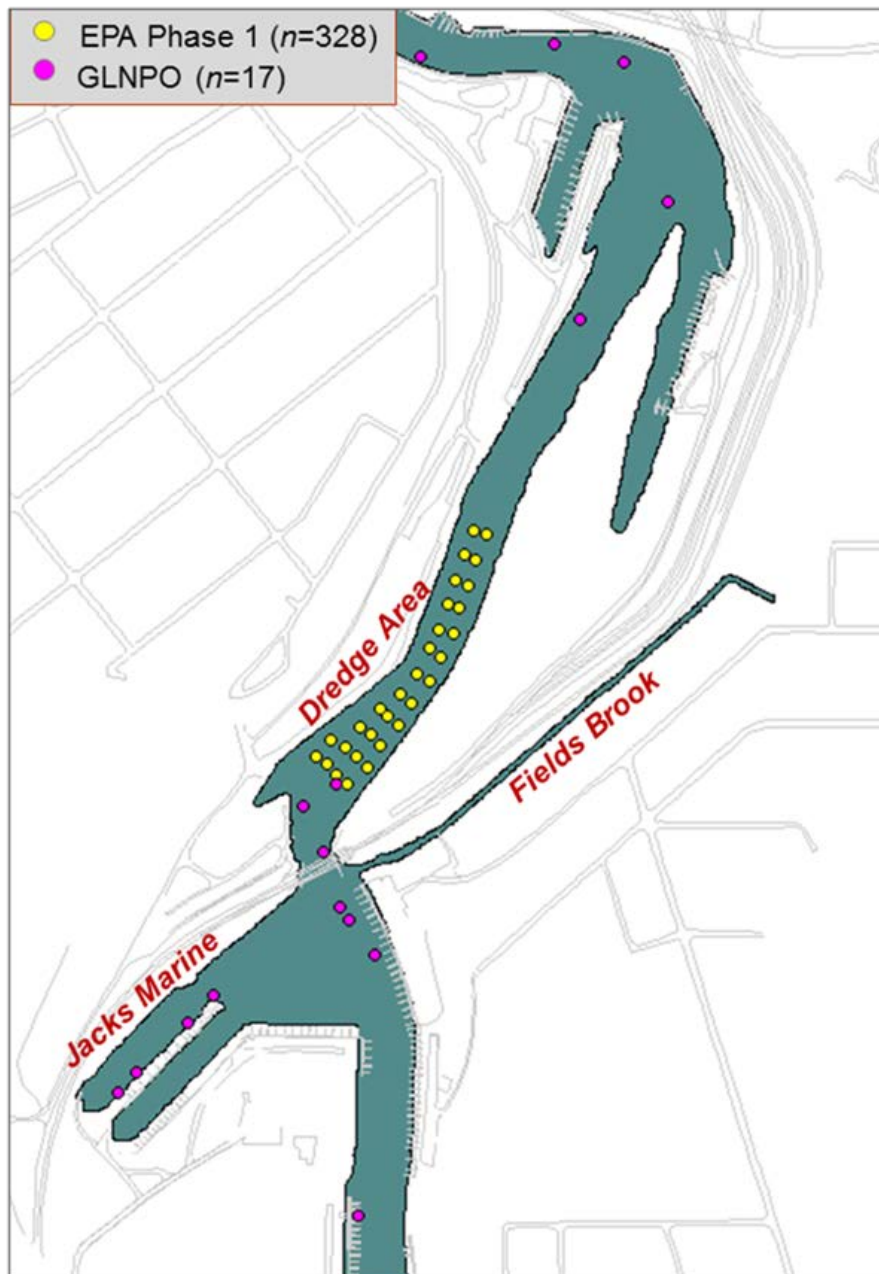 EPA Phase 1 (n=328)
GLNPO (n=17)
Dredge Area
Fields Brook
Jacks Marine